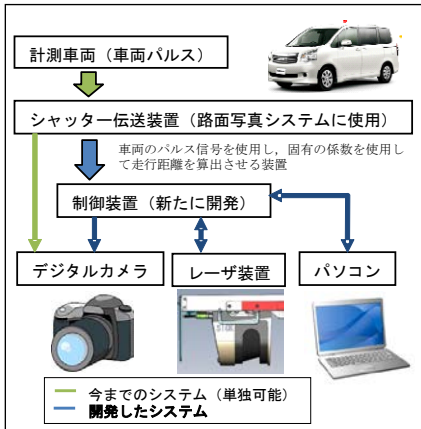 計測車両（車両パルス）
シャッター伝送装置（路面写真システムに使用）
車両のパルス信号を使用し，固有の係数を使用し
て走行距離を算出させる装置
制御装置（新たに開発）
デジタルカメラ
レーザ装置
パソコン
今までのシステム（単独可能）
開発したシステム